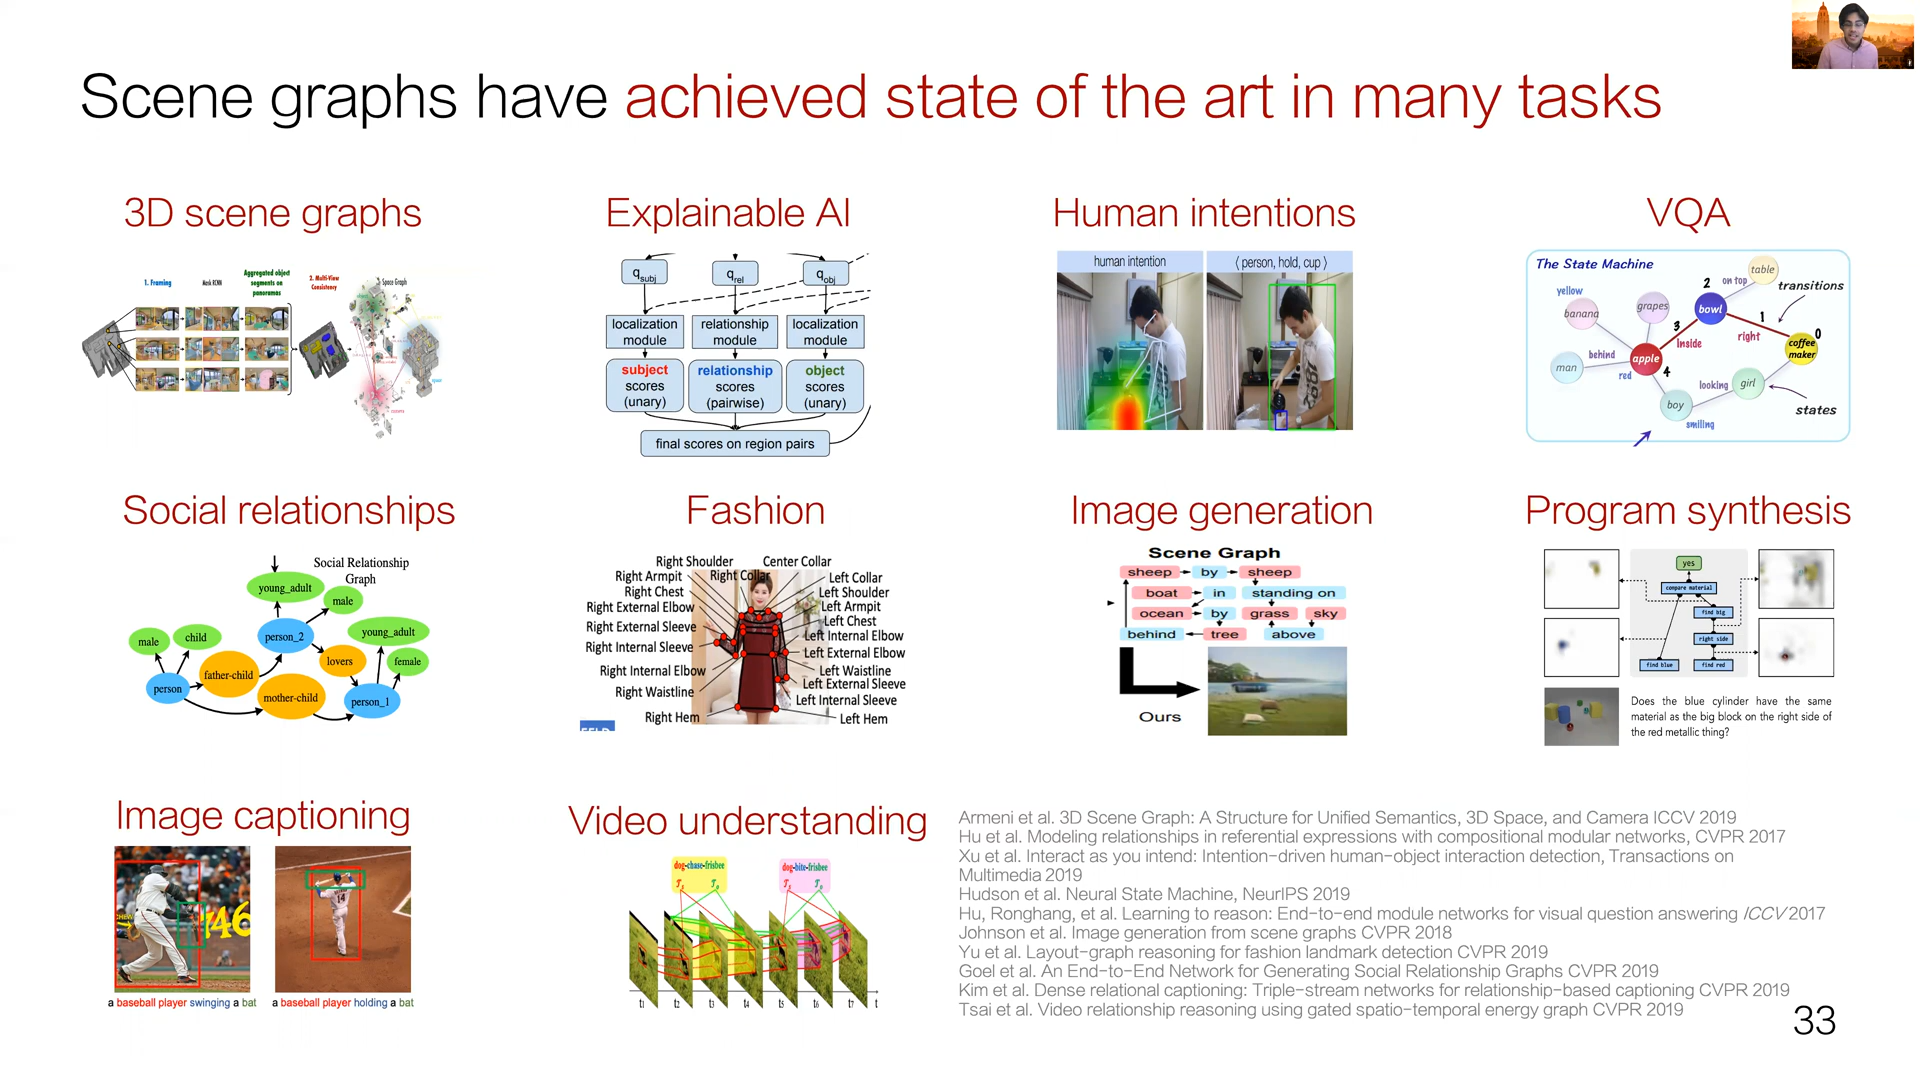 Scene graphs have achieved state of the art in many tasks
3D scene graphs
1. Framing
Mask RCNN
Aggregated object
segments on
panoramas
2. Multi-View
Consistency
Space Graph
Explainable AI
qsubj
qrel
qobj
localization
module
relationship
module
localization
module
subject
scores
(unary)
relationship
scores
(pairwise)
object
scores
(unary)
final scores on region pairs
Human intentions
human intention
⟨ person, hold, cup ⟩
VQA
The State Machine
table
2
on top
transitions
yellow
banana
grapes
bowl
1
0
3
inside
right
coffee
maker
behind
apple
man
red
4
looking
girl
boy
states
smiling
Social relationships
Social Relationship
Graph
young_adult
male
male
child
person_2
young_adult
lovers
female
father-child
person
mother-child
person_1
Fashion
Right Shoulder
Center Collar
Right Armpit
Right Collar
Left Collar
Right Chest
Left Shoulder
Right External Elbow
Left Armpit
Left Chest
Right External Sleeve
Left Internal Elbow
Right Internal Sleeve
Left External Elbow
Right Internal Elbow
Left Waistline
Left External Sleeve
Right Waistline
Left Internal Sleeve
Right Hem
Left Hem
Image generation
Scene Graph
sheep by sheep
boat in standing on
ocean by grass sky
behind tree above
Ours
Program synthesis
yes
compare material
find big
right side
find blue
find red
Does the blue cylinder have the same
material as the big block on the right side of
the red metallic thing?
Image captioning
146
14
a baseball player swinging a bat
a baseball player holding a bat
Video understanding
dog-chase-frisbee
dog-bite-frisbee
t1 t2 t3 t4 t5 t6 t7 t
Armeni et al. 3D Scene Graph: A Structure for Unified Semantics, 3D Space, and Camera ICCV 2019
Hu et al. Modeling relationships in referential expressions with compositional modular networks, CVPR 2017
Xu et al. Interact as you intend: Intention-driven human-object interaction detection, Transactions on
Multimedia 2019
Hudson et al. Neural State Machine, NeurIPS 2019
Hu, Ronghang, et al. Learning to reason: End-to-end module networks for visual question answering ICCV 2017
Johnson et al. Image generation from scene graphs CVPR 2018
Yu et al. Layout-graph reasoning for fashion landmark detection CVPR 2019
Goel et al. An End-to-End Network for Generating Social Relationship Graphs CVPR 2019
Kim et al. Dense relational captioning: Triple-stream networks for relationship-based captioning CVPR 2019
Tsai et al. Video relationship reasoning using gated spatio-temporal energy graph CVPR 2019
33